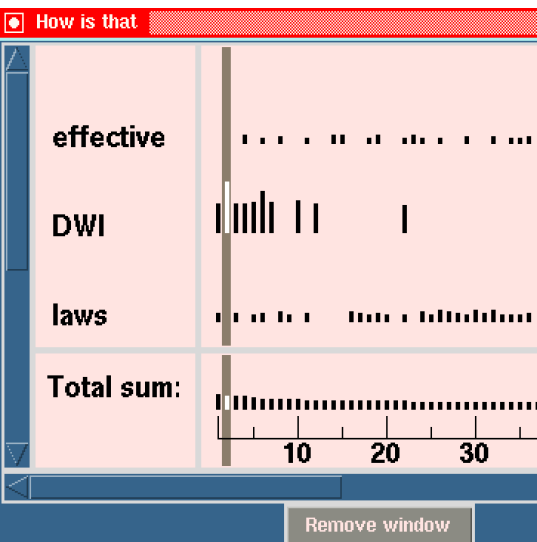 How is that
effective
DWI
laws
Total sum:
10 20 30
Remove window